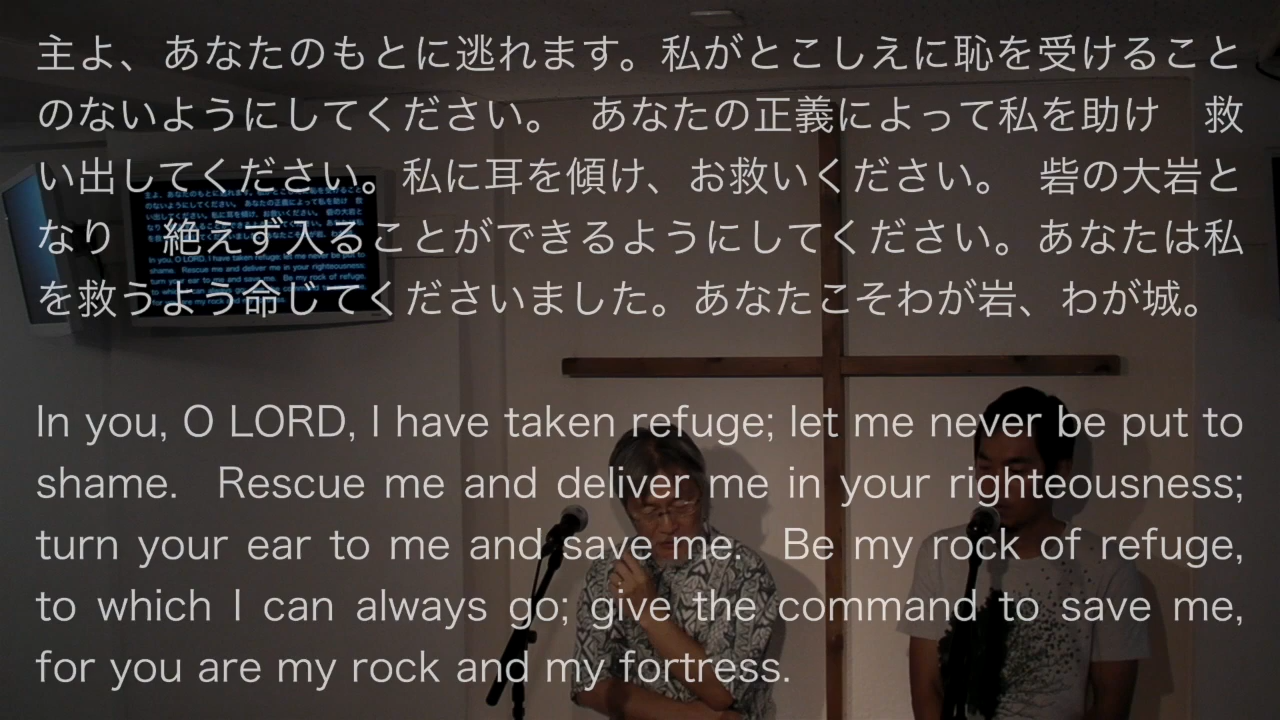 主よ、あなたのもとに逃れます。私がとこしえに恥を受けること
のないようにしてください。　あなたの正義によって私を助け　救
い出してください。私に耳を傾け、お救いください。　砦の大岩と
なり　絶えず入ることができるようにしてください。あなたは私
を救うよう命じてくださいました。あなたこそわが岩、わが城。
In you, O LORD, I have taken refuge; let me never be put to
shame.  Rescue me and deliver me in your righteousness;
turn your ear to me and save me.  Be my rock of refuge,
to which I can always go; give the command to save me,
for you are my rock and my fortress.